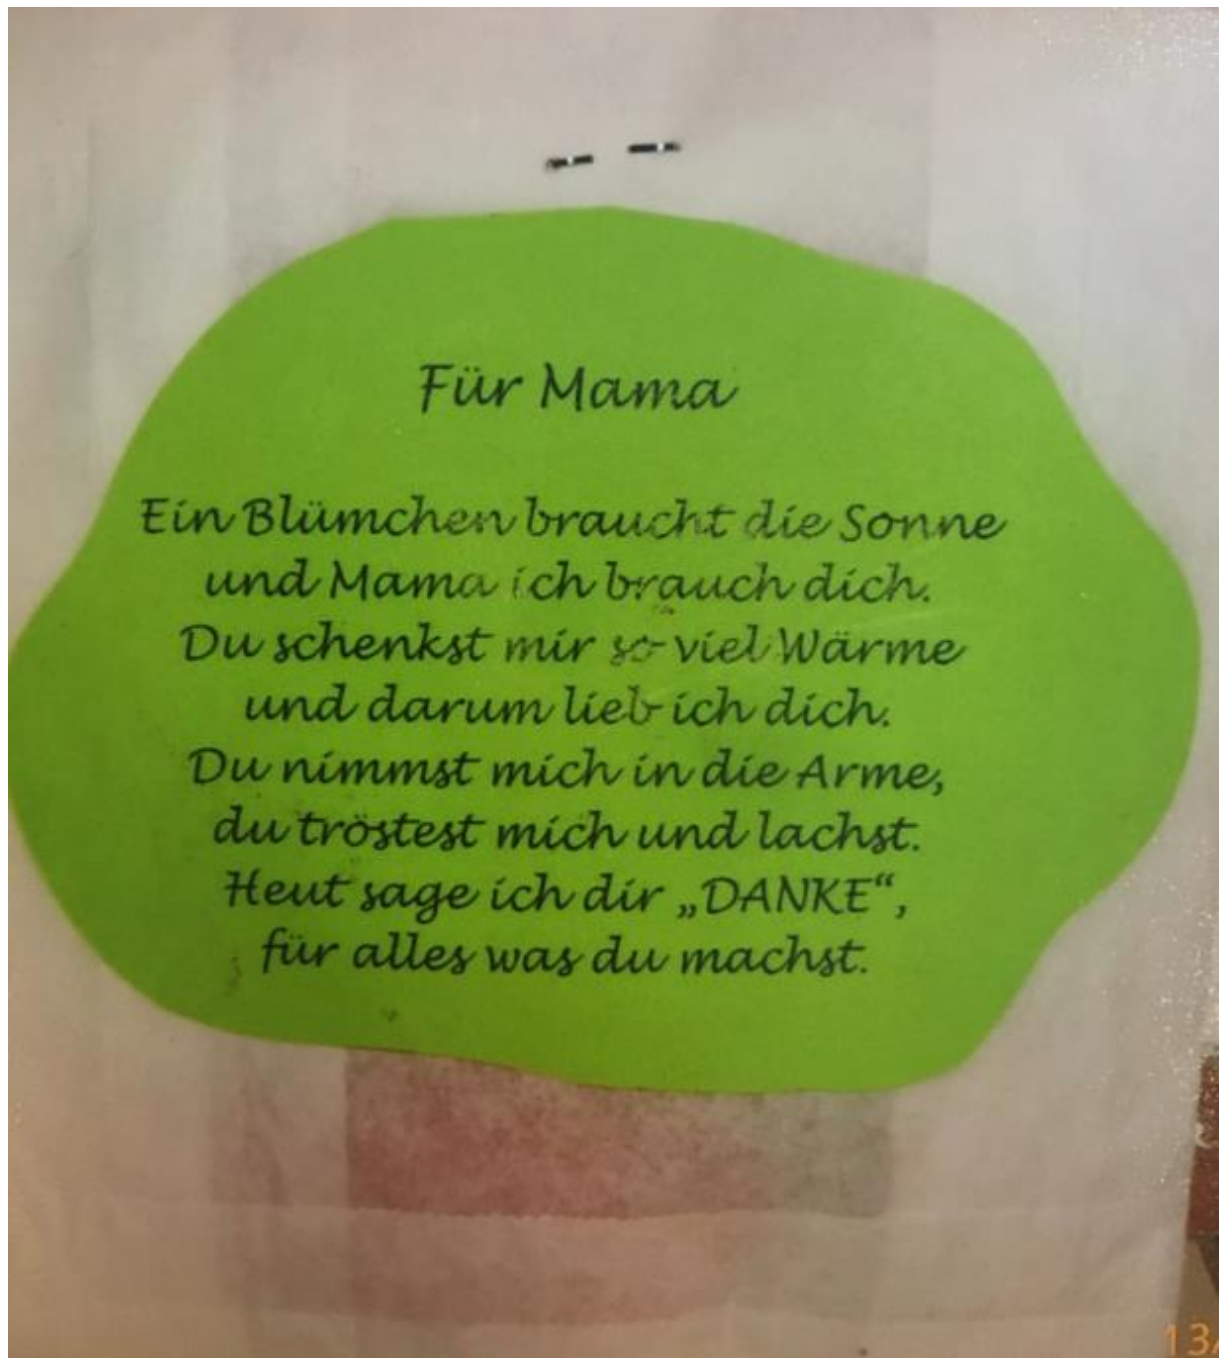 Für Mama
Ein Blümchen braucht die Sonne
und Mama ich brauch dich.
Du schenkst mir so viel Wärme
und darum lieb ich dich.
Du nimmst mich in die Arme,
du tröstest mich und lachst.
Heut sage ich dir „DANKE“,
für alles was du machst.
13